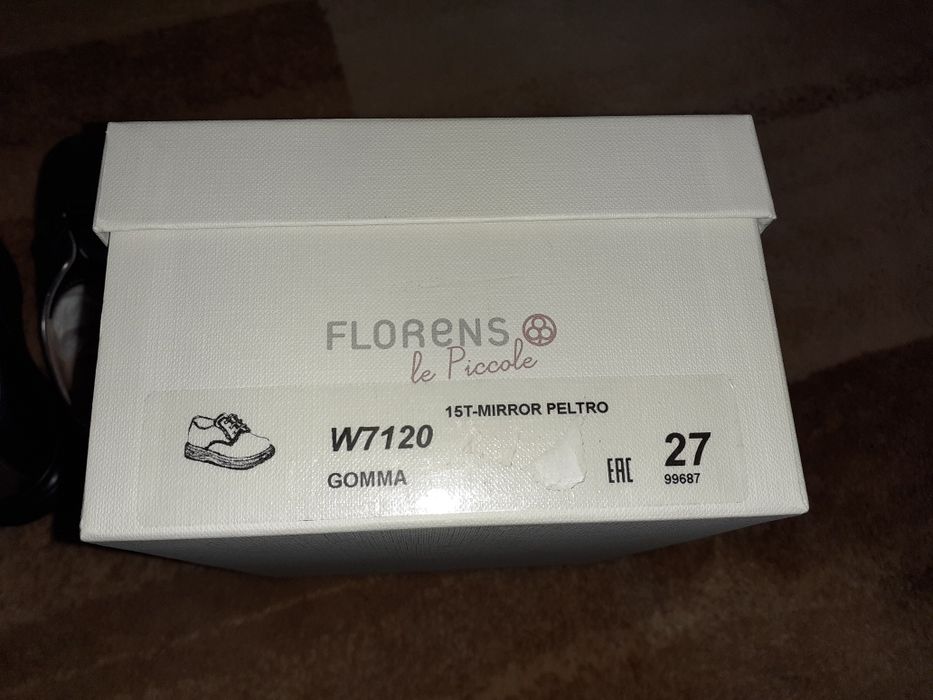 FLORENS
le Piccole
15T-MIRROR PELTRO
W7120
GOMMA
EAC
27
99687